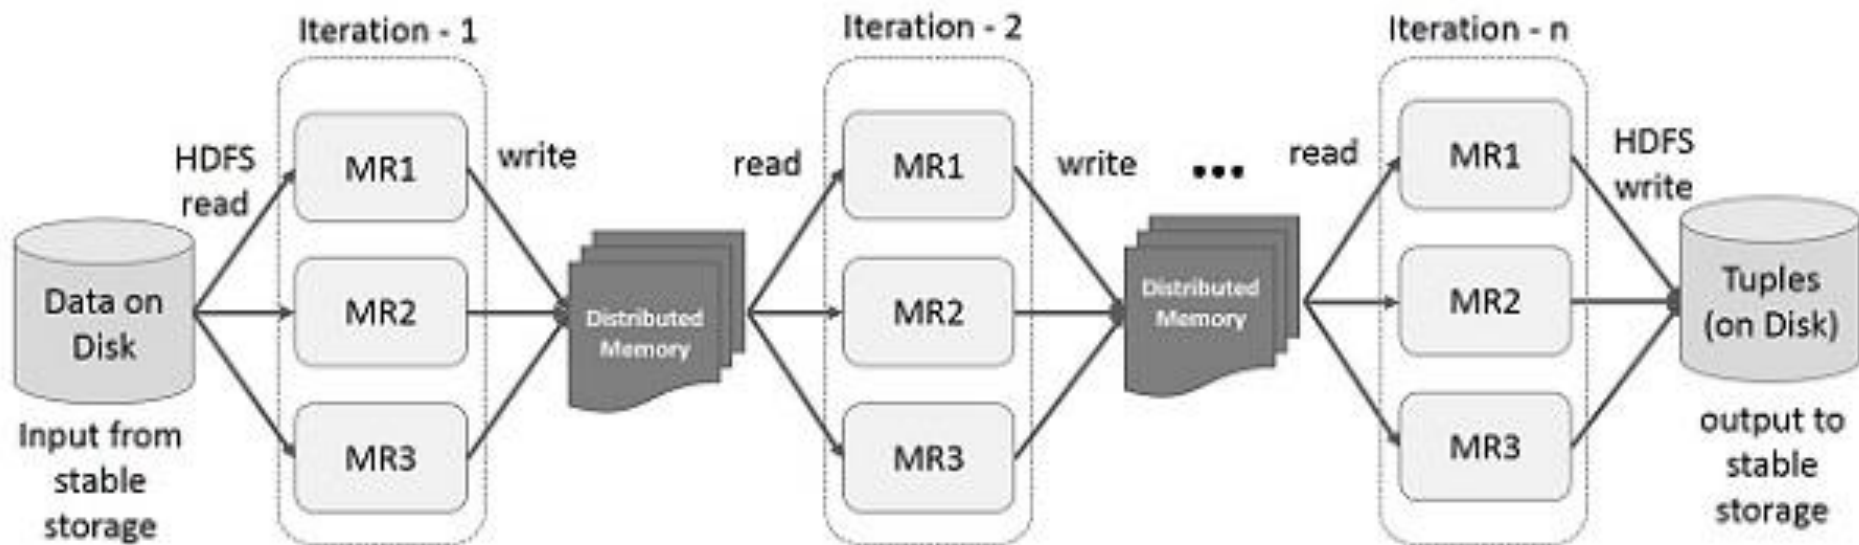 Iteration - 1
Iteration - 2
Iteration - n
HDFS
read
MR1
MR2
MR3
write
read
MR1
MR2
MR3
write
...
read
MR1
MR2
MR3
HDFS
write
Data on
Disk
Input from
stable
storage
Distributed
Memory
Distributed
Memory
Tuples
(on Disk)
output to
stable
storage